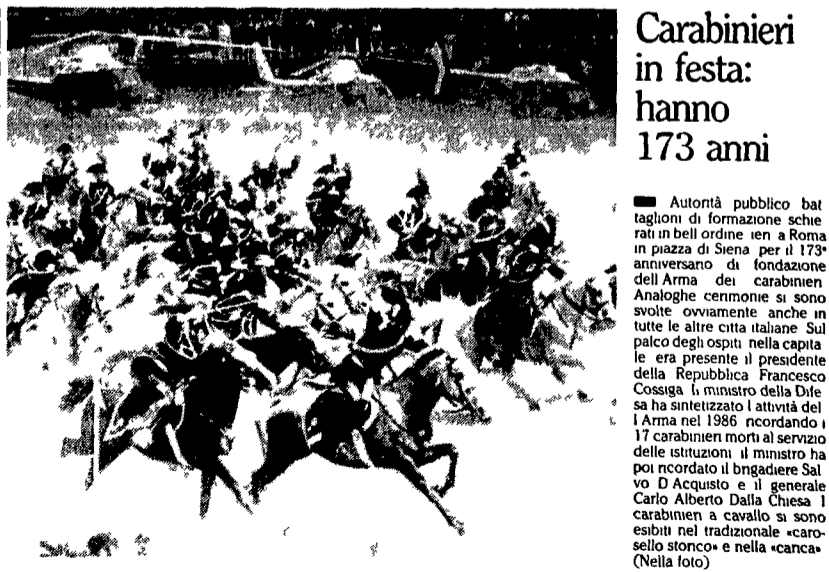 Carabinieri
in festa:
hanno
173 anni
Autorità pubblico bat
taglioni di formazione schie
rati in bell ordine ieri a Roma
in piazza di Siena per il 173°
anniversario di fondazione
dell Arma dei carabinieri
Analoghe cerimonie si sono
svolte ovviamente anche in
tutte le altre città italiane Sul
palco degli ospiti nella capita
le era presente il presidente
della Repubblica Francesco
Cossiga Il ministro della Dife
sa ha sintetizzato l attività del
l Arma nel 1986 ricordando i
17 carabinieri morti al servizio
delle istituzioni il ministro ha
poi ricordato il brigadiere Sal
vo D Acquisto e il generale
Carlo Alberto Dalla Chiesa I
carabinieri a cavallo si sono
esibiti nel tradizionale «caro-
sello storico» e nella «carica»
(Nella foto)